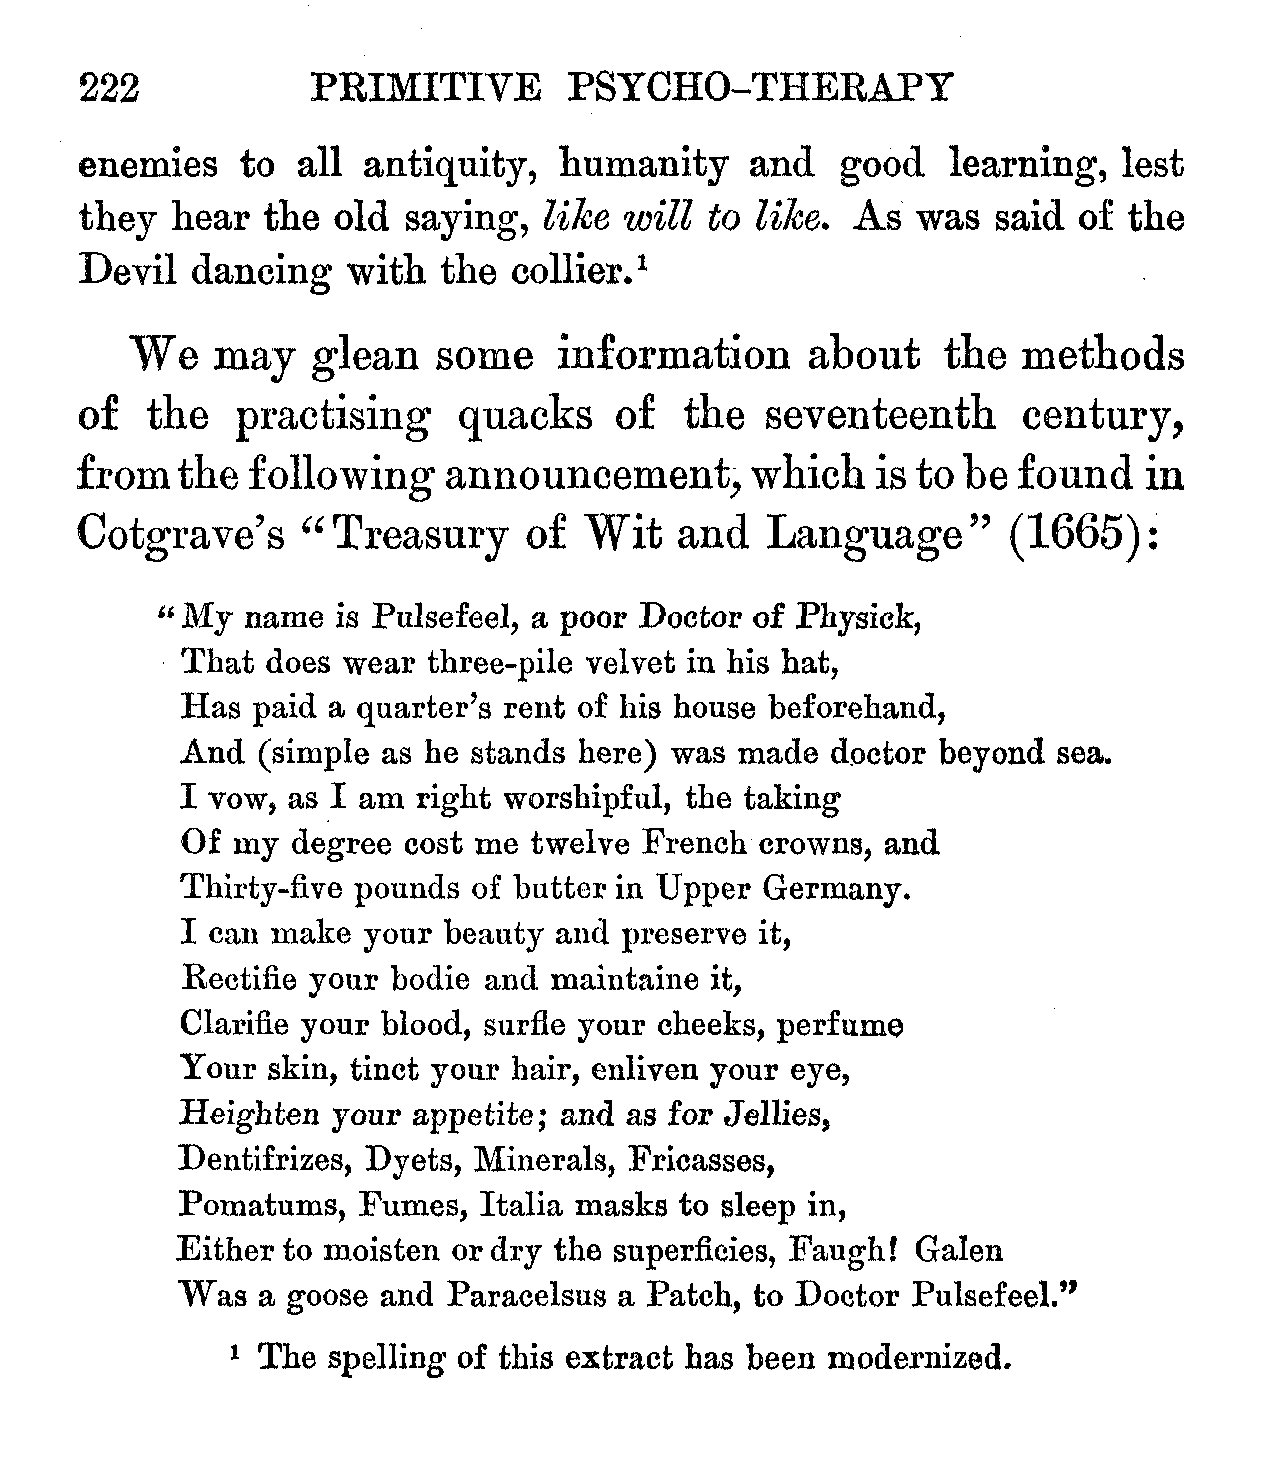 222 PRIMITIVE PSYCHO-THERAPY
enemies to all antiquity, humanity and good learning, lest
they hear the old saying, like will to like. As was said of the
Devil dancing with the collier.¹
We may glean some information about the methods
of the practising quacks of the seventeenth century,
from the following announcement, which is to be found in
Cotgrave's "Treasury of Wit and Language" (1665):
"My name is Pulsefeel, a poor Doctor of Physick,
That does wear three-pile velvet in his hat,
Has paid a quarter's rent of his house beforehand,
And (simple as he stands here) was made doctor beyond sea.
I vow, as I am right worshipful, the taking
Of my degree cost me twelve French crowns, and
Thirty-five pounds of butter in Upper Germany.
I can make your beauty and preserve it,
Rectifie your bodie and maintaine it,
Clarifie your blood, surfle your cheeks, perfume
Your skin, tinct your hair, enliven your eye,
Heighten your appetite; and as for Jellies,
Dentifrizes, Dyets, Minerals, Fricasses,
Pomatums, Fumes, Italia masks to sleep in,
Either to moisten or dry the superficies, Faugh! Galen
Was a goose and Paracelsus a Patch, to Doctor Pulsefeel."
¹ The spelling of this extract has been modernized.